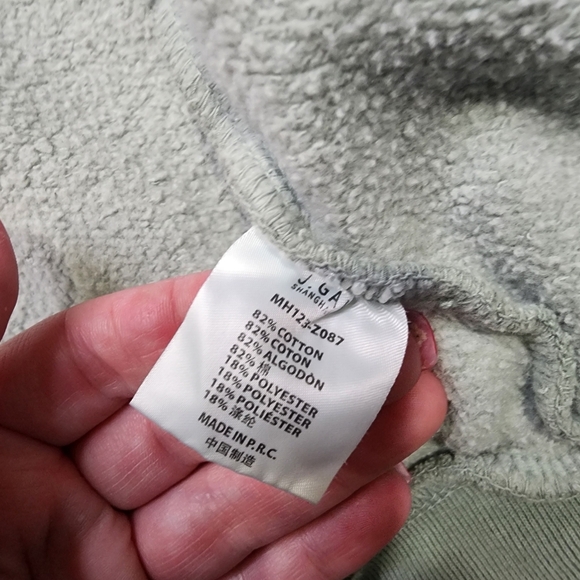 MH123-Z087
82% COTTON
82% COTON
82% ALGODÒN
82% 棉
18% POLYESTER
18% POLYESTER
18% POLIESTER
18% 涤纶
MADE IN P.R.C.
中国制造